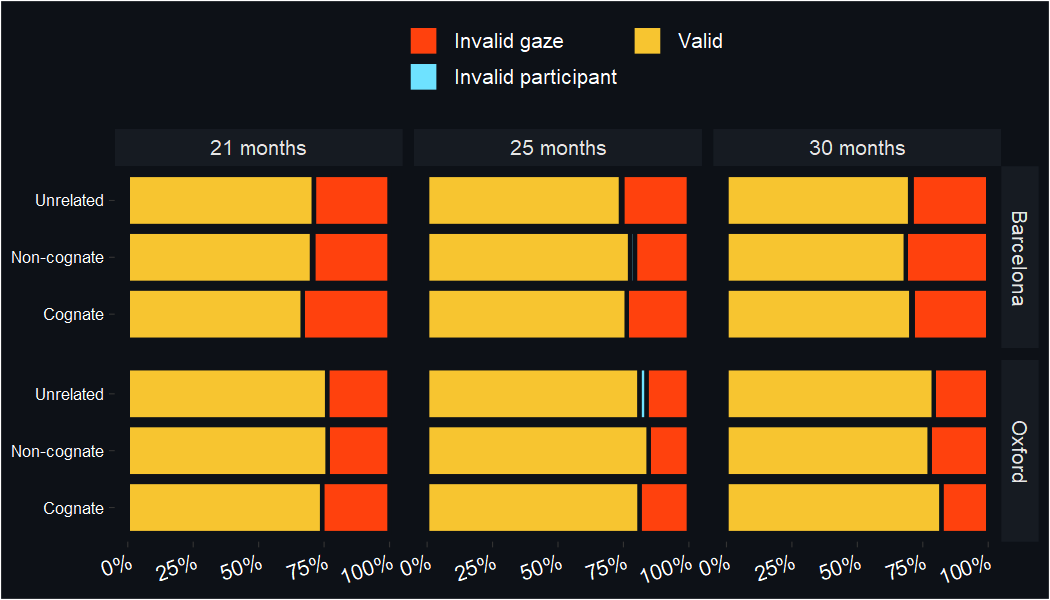 Invalid gaze Valid
Invalid participant
21 months 25 months 30 months
Unrelated
Non-cognate
Cognate
Barcelona
Unrelated
Non-cognate
Cognate
Oxford
0% 25% 50% 75% 100% 0% 25% 50% 75% 100% 0% 25% 50% 75% 100%